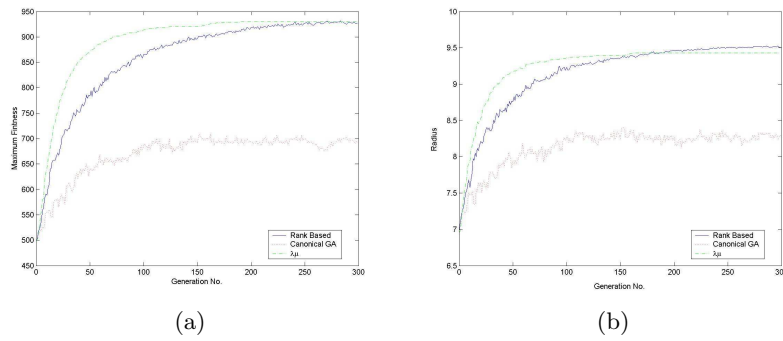 950
900
850
800
750
700
650
600
550
500
450
Maximum Fintness
0 50 100 150 200 250 300
Generation No.
Rank Based
Canonical GA
λμ
(a)
10
9.5
9
8.5
8
7.5
7
6.5
Radius
0 50 100 150 200 250 300
Generation No.
Rank Based
Canonical GA
λμ
(b)